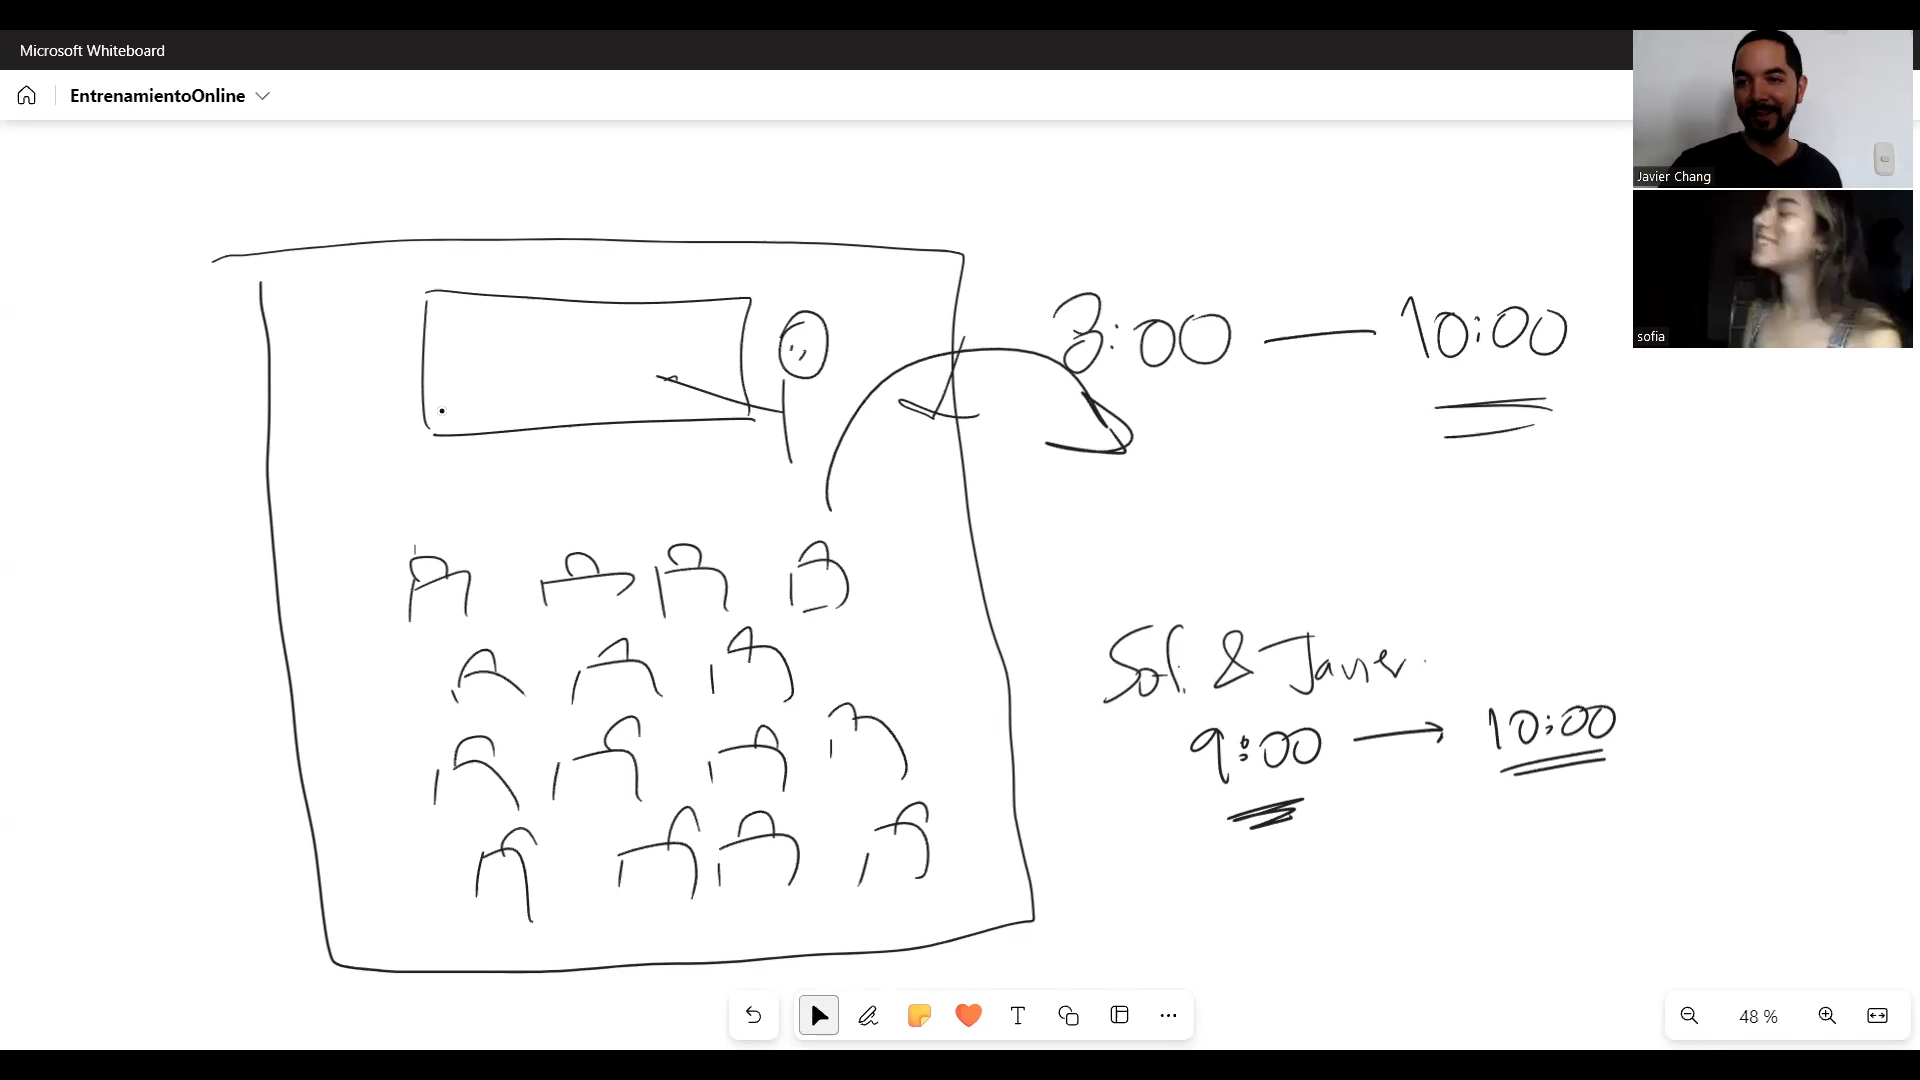 Microsoft Whiteboard
EntrenamientoOnline
Javier Chang
sofia
3:00 — 10:00
Sofi & Javier
9:00 → 10:00
48 %